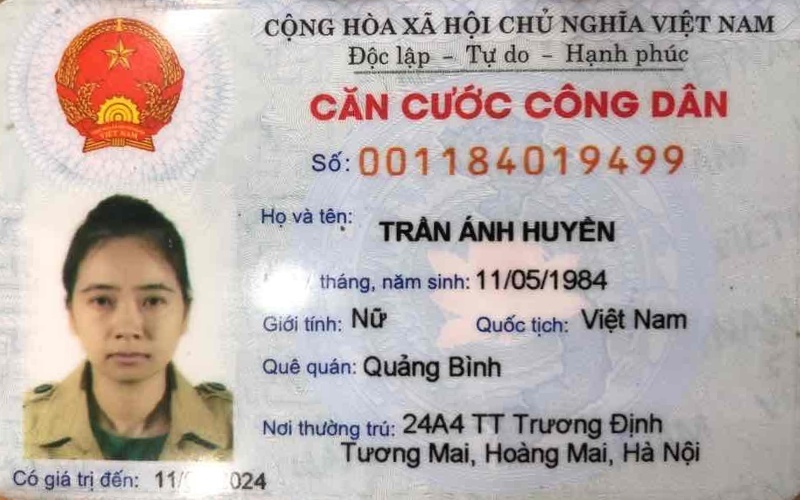 CỘNG HÒA XÃ HỘI CHỦ NGHĨA VIỆT NAM
Độc lập - Tự do - Hạnh phúc
CĂN CƯỚC CÔNG DÂN
Số: 001184019499
Họ và tên:
TRẦN ÁNH HUYỀN
tháng, năm sinh: 11/05/1984
Giới tính: Nữ Quốc tịch: Việt Nam
Quê quán: Quảng Bình
Nơi thường trú: 24A4 TT Trương Định
Tương Mai, Hoàng Mai, Hà Nội
Có giá trị đến: 11/ 024
VIỆT NAM